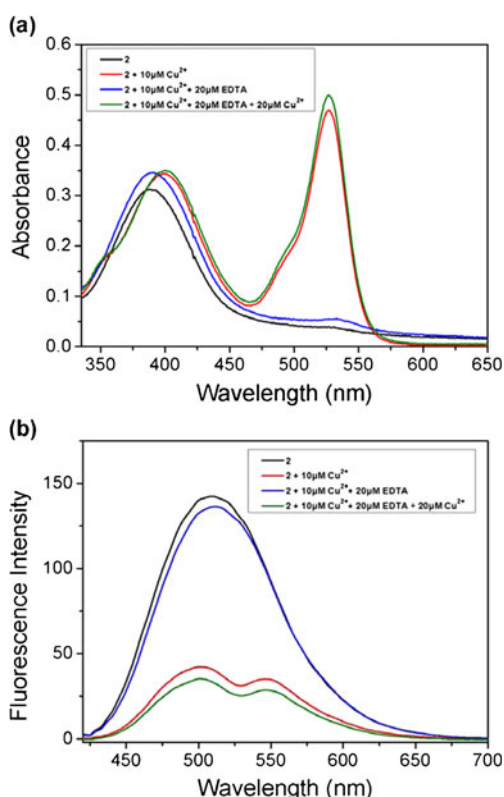 (a)
0.6
0.5
0.4
0.3
0.2
0.1
0.0
Absorbance
2
2 + 10µM Cu²⁺
2 + 10µM Cu²⁺ + 20µM EDTA
2 + 10µM Cu²⁺ + 20µM EDTA + 20µM Cu²⁺
350 400 450 500 550 600 650
Wavelength (nm)
(b)
150
100
50
0
Fluorescence Intensity
2
2 + 10µM Cu²⁺
2 + 10µM Cu²⁺ + 20µM EDTA
2 + 10µM Cu²⁺ + 20µM EDTA + 20µM Cu²⁺
450 500 550 600 650 700
Wavelength (nm)